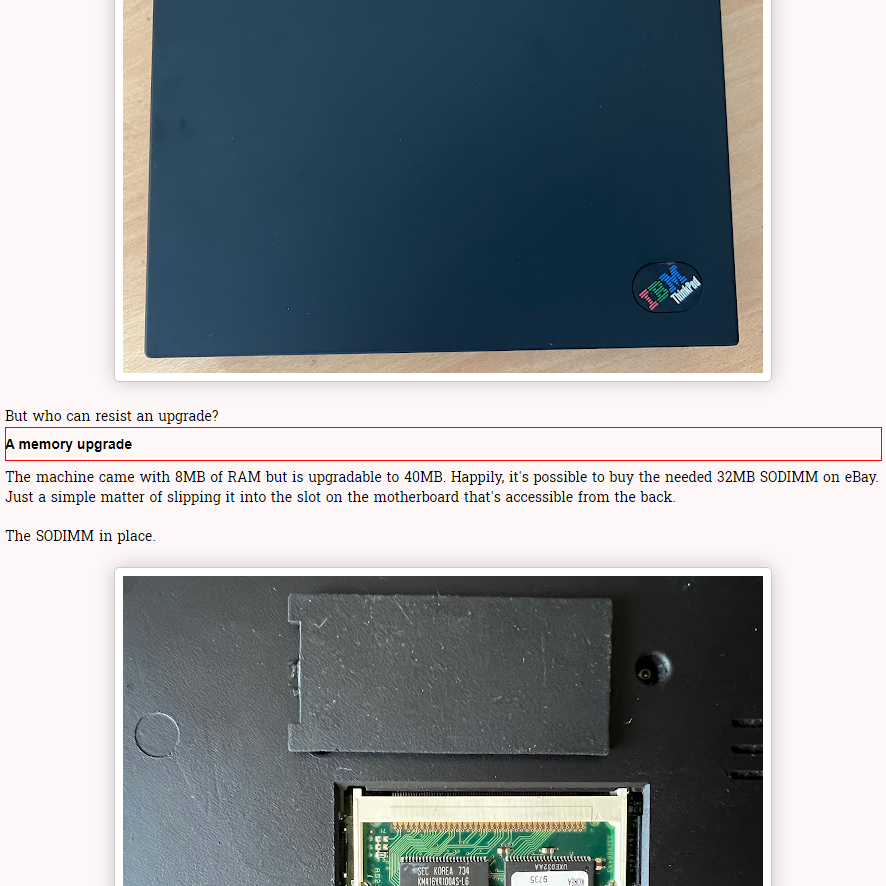 IBM
ThinkPad
But who can resist an upgrade?
A memory upgrade
The machine came with 8MB of RAM but is upgradable to 40MB. Happily, it's possible to buy the needed 32MB SODIMM on eBay.
Just a simple matter of slipping it into the slot on the motherboard that's accessible from the back.
The SODIMM in place.
SEC KOREA 734
KM416V4100AS-L6
UXE032AA
KOREA
9735